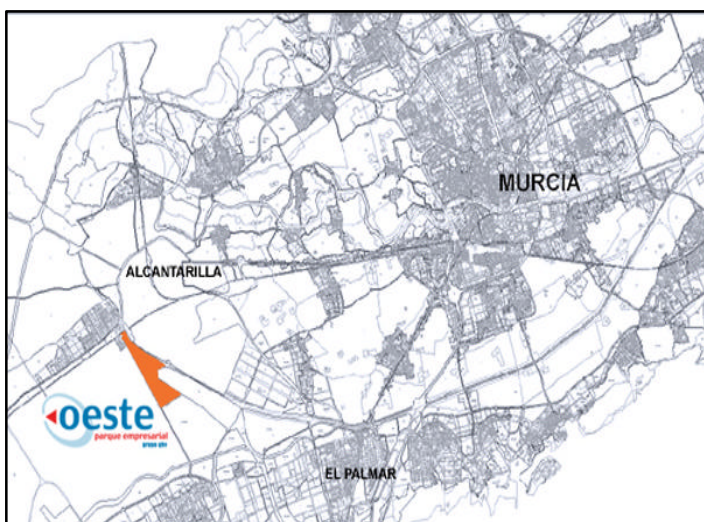 MURCIA
ALCANTARILLA
oeste
parque empresarial
EL PALMAR